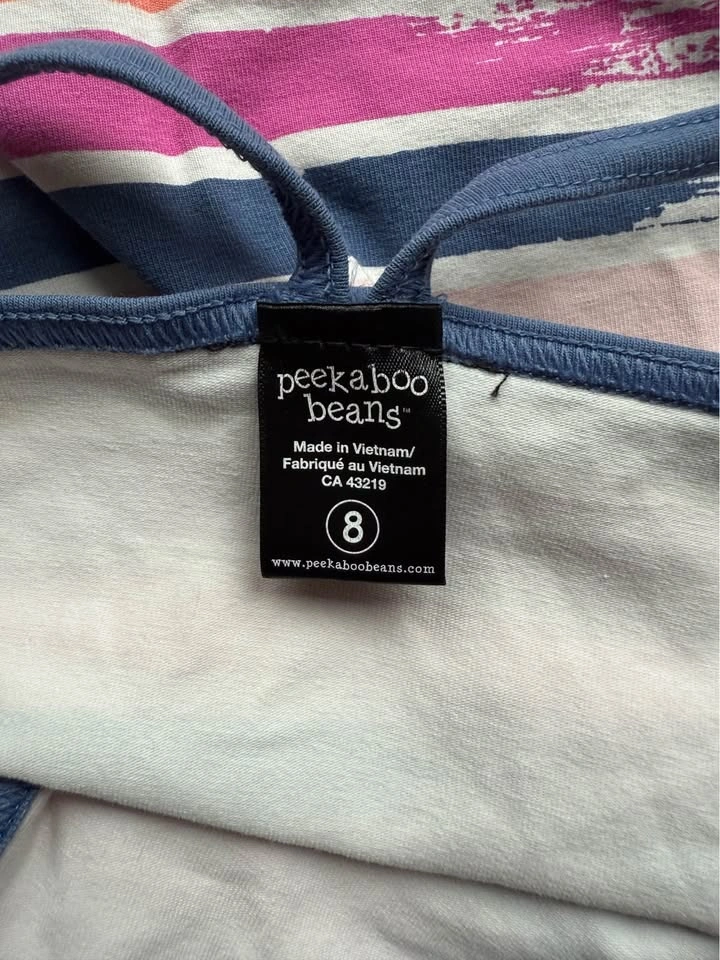 peekaboo
beans™
Made in Vietnam/
Fabriqué au Vietnam
CA 43219
8
www.peekaboobeans.com